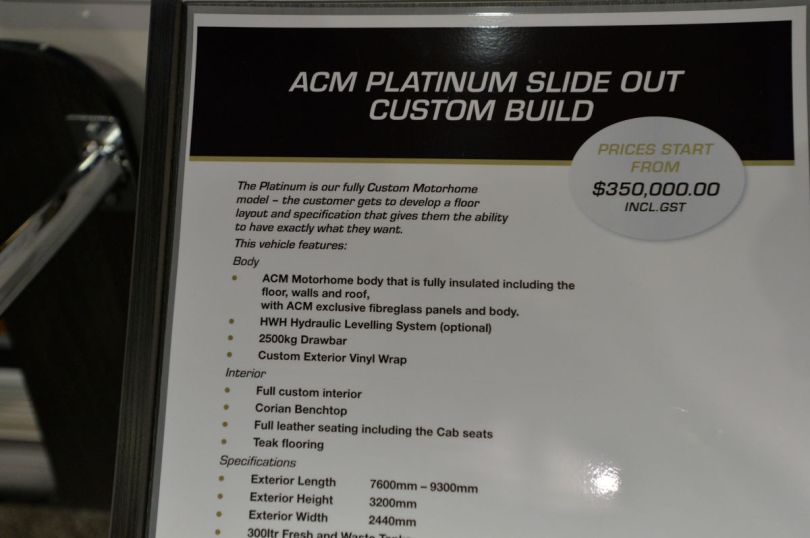 ACM PLATINUM SLIDE OUT
CUSTOM BUILD
PRICES START
FROM
$350,000.00
INCL.GST
The Platinum is our fully Custom Motorhome
model – the customer gets to develop a floor
layout and specification that gives them the ability
to have exactly what they want.
This vehicle features:
Body
• ACM Motorhome body that is fully insulated including the
floor, walls and roof,
with ACM exclusive fibreglass panels and body.
• HWH Hydraulic Levelling System (optional)
• 2500kg Drawbar
• Custom Exterior Vinyl Wrap
Interior
• Full custom interior
• Corian Benchtop
• Full leather seating including the Cab seats
• Teak flooring
Specifications
• Exterior Length 7600mm – 9300mm
• Exterior Height 3200mm
• Exterior Width 2440mm
• 300ltr Fresh and Waste Tanks